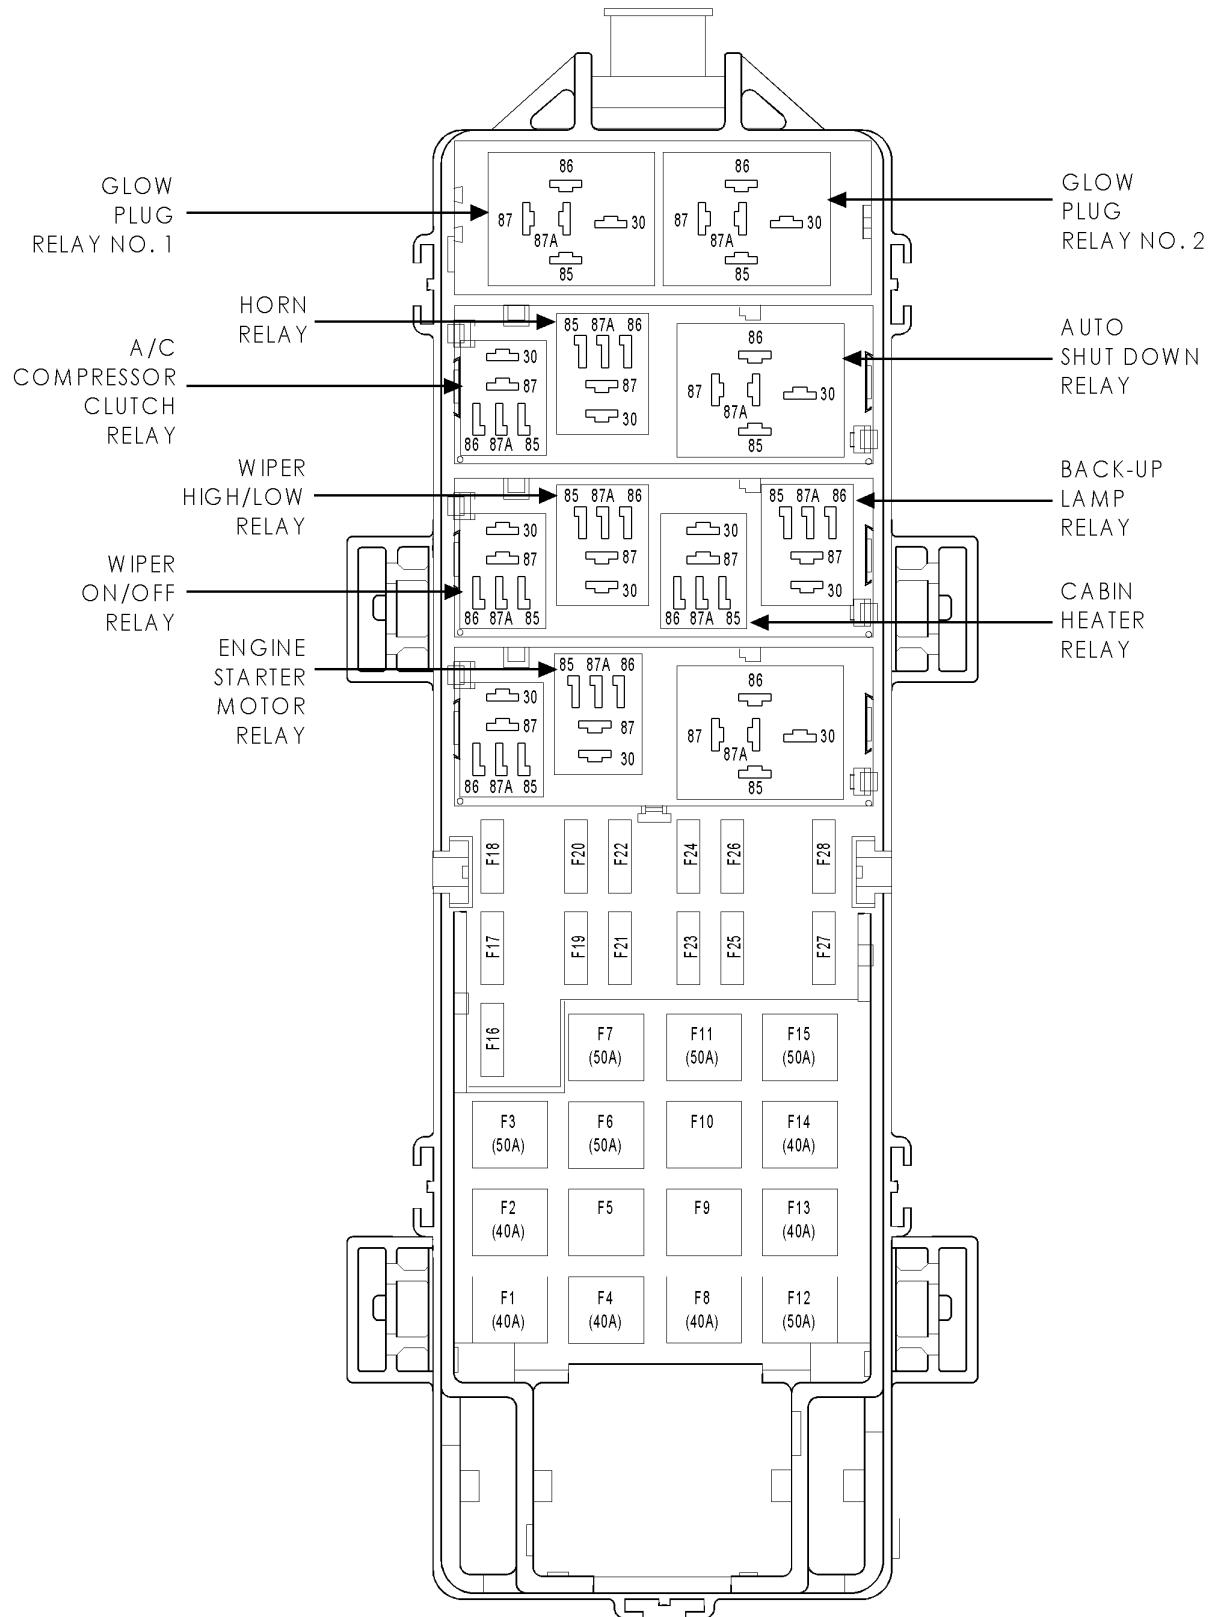 GLOW
PLUG
RELAY NO. 1
GLOW
PLUG
RELAY NO. 2
86
87
30
87A
85
86
87
30
87A
85
HORN
RELAY
A/C
COMPRESSOR
CLUTCH
RELAY
AUTO
SHUT DOWN
RELAY
30
87
86 87A 85
85 87A 86
87
30
86
87
30
87A
85
WIPER
HIGH/LOW
RELAY
WIPER
ON/OFF
RELAY
BACK-UP
LAMP
RELAY
CABIN
HEATER
RELAY
30
87
86 87A 85
85 87A 86
87
30
30
87
86 87A 85
85 87A 86
87
30
ENGINE
STARTER
MOTOR
RELAY
30
87
86 87A 85
85 87A 86
87
30
86
87
30
87A
85
F18
F20
F22
F24
F26
F28
F17
F19
F21
F23
F25
F27
F16
F7
(50A)
F11
(50A)
F15
(50A)
F3
(50A)
F6
(50A)
F10
F14
(40A)
F2
(40A)
F5
F9
F13
(40A)
F1
(40A)
F4
(40A)
F8
(40A)
F12
(50A)